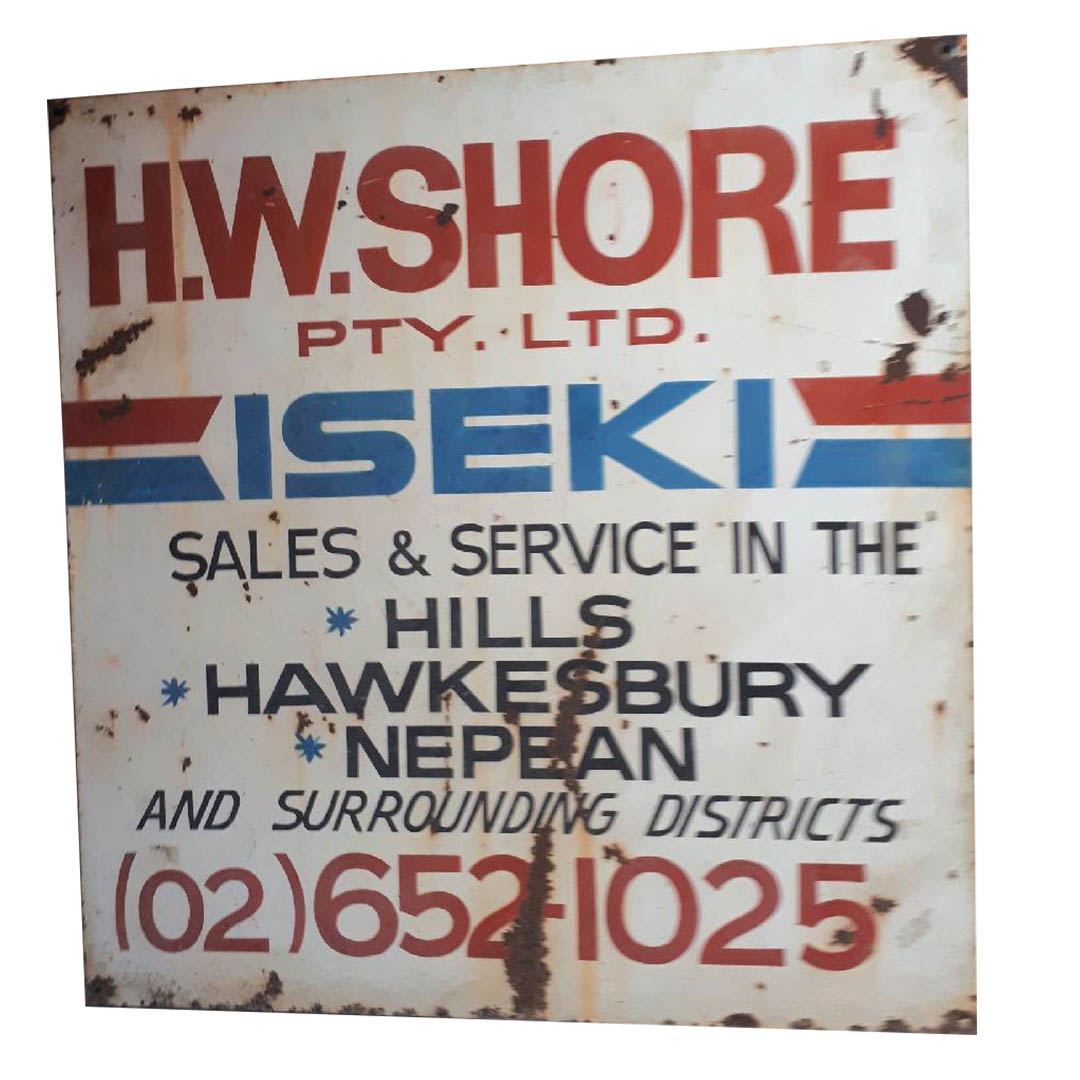 H.W.SHORE
PTY. LTD.
ISEKI
SALES & SERVICE IN THE
* HILLS
* HAWKESBURY
* NEPEAN
AND SURROUNDING DISTRICTS
(02)652-1025